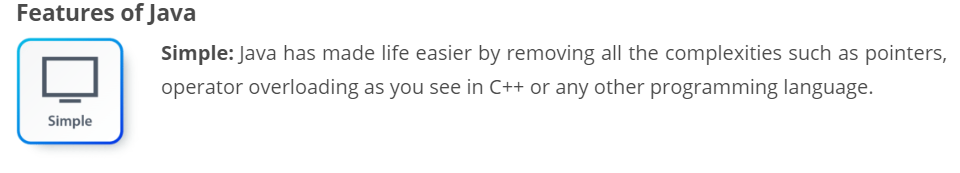 Features of Java
Simple: Java has made life easier by removing all the complexities such as pointers,
operator overloading as you see in C++ or any other programming language.
Simple